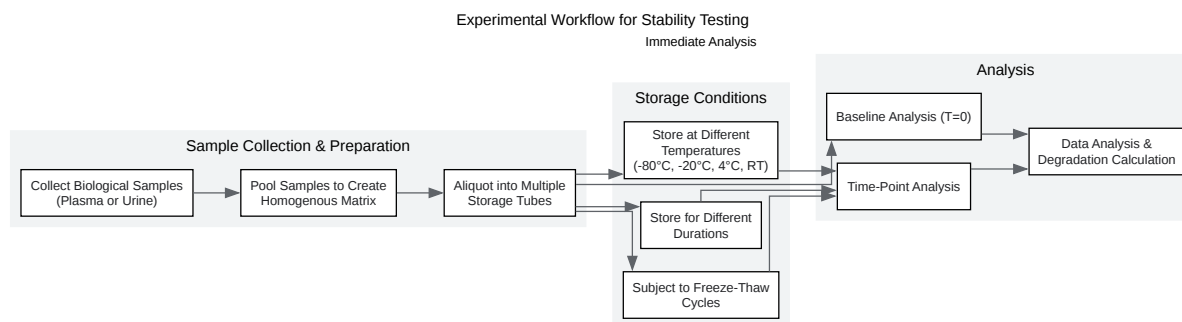 Experimental Workflow for Stability Testing
Immediate Analysis
Sample Collection & Preparation
Collect Biological Samples
(Plasma or Urine)
Pool Samples to Create
Homogenous Matrix
Aliquot into Multiple
Storage Tubes
Storage Conditions
Store at Different
Temperatures
(-80°C, -20°C, 4°C, RT)
Store for Different
Durations
Subject to Freeze-Thaw
Cycles
Analysis
Baseline Analysis (T=0)
Time-Point Analysis
Data Analysis &
Degradation Calculation